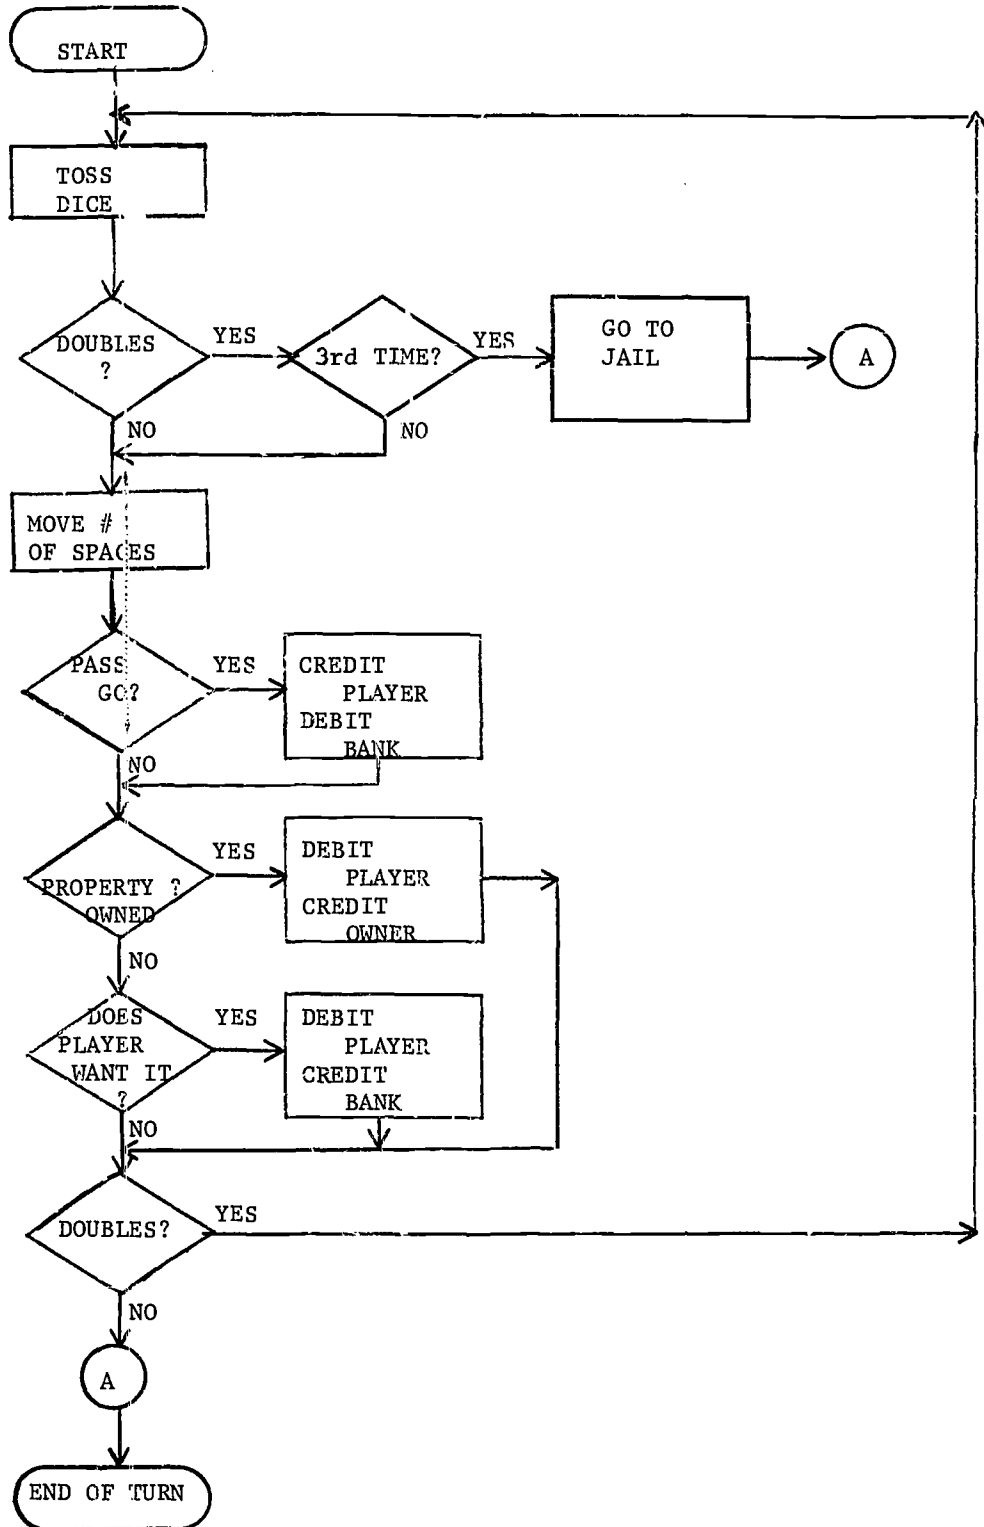 START
TOSS
DICE
DOUBLES
?
YES
3rd TIME?
YES
GO TO
JAIL
A
NO
NO
MOVE #
OF SPACES
PASS
GO?
YES
CREDIT
PLAYER
DEBIT
BANK
NO
PROPERTY ?
OWNED
YES
DEBIT
PLAYER
CREDIT
OWNER
NO
DOES
PLAYER
WANT IT
?
YES
DEBIT
PLAYER
CREDIT
BANK
NO
DOUBLES?
YES
NO
A
END OF TURN